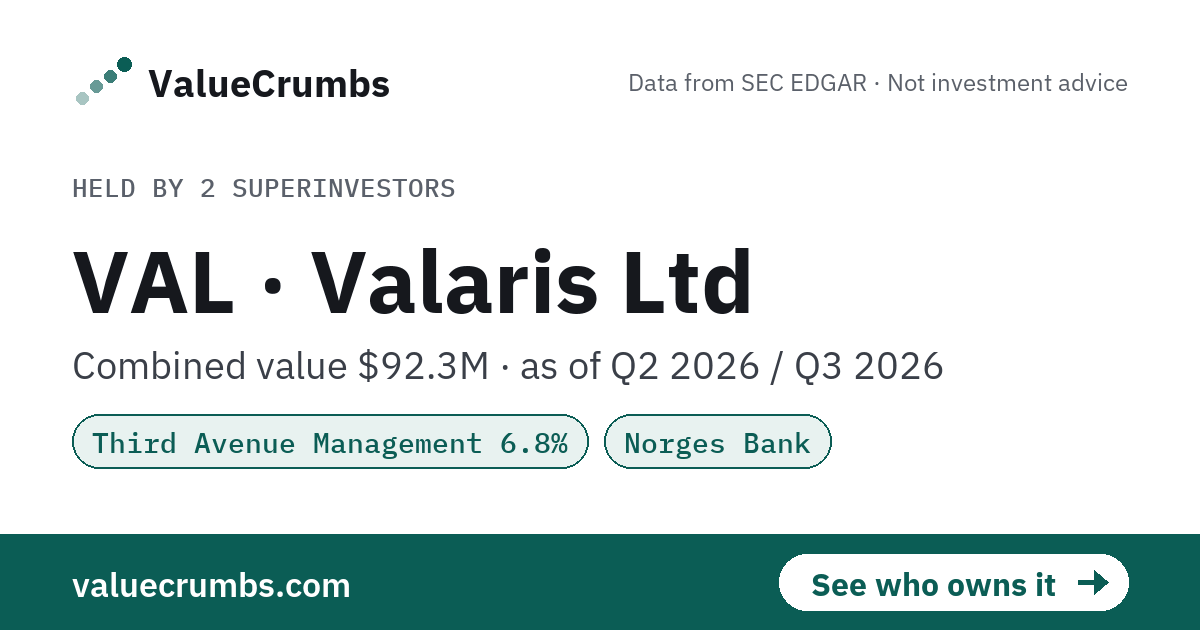 ValueCrumbs
Data from SEC EDGAR · Not investment advice
HELD BY 2 SUPERINVESTORS
VAL · Valaris Ltd
Combined value $92.3M · as of Q2 2026 / Q3 2026
Third Avenue Management 6.8%
Norges Bank
valuecrumbs.com
See who owns it →